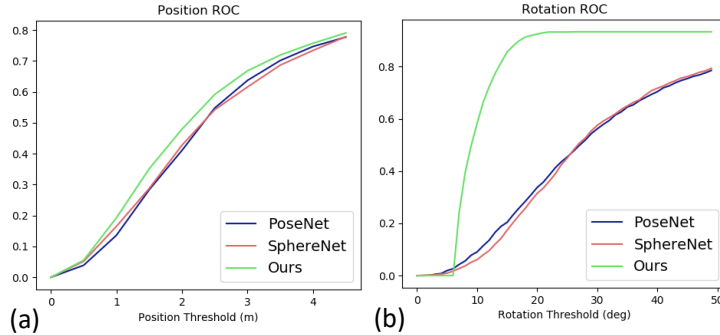 Position ROC
0.8
0.7
0.6
0.5
0.4
0.3
0.2
0.1
0.0
0 1 2 3 4
Position Threshold (m)
PoseNet
SphereNet
Ours
(a)
Rotation ROC
0.8
0.6
0.4
0.2
0.0
0 10 20 30 40 50
Rotation Threshold (deg)
PoseNet
SphereNet
Ours
(b)